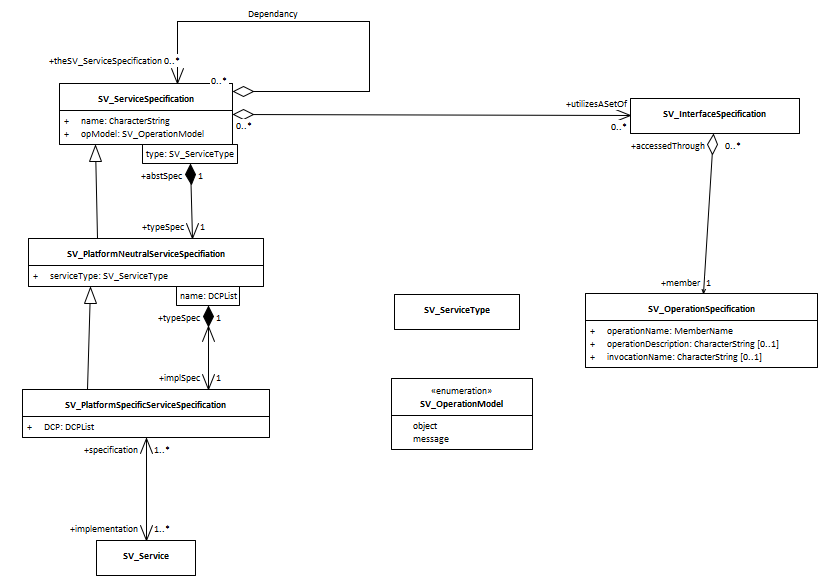 Dependancy
+theSV_ServiceSpecification 0..*
0..*
SV_ServiceSpecification
+ name: CharacterString
+ opModel: SV_OperationModel
0..*
+utilizesASetOf
0..*
SV_InterfaceSpecification
type: SV_ServiceType
+accessedThrough 0..*
+abstSpec 1
+typeSpec 1
SV_PlatformNeutralServiceSpecifiation
+ serviceType: SV_ServiceType
name: DCPList
+typeSpec 1
+member 1
SV_ServiceType
SV_OperationSpecification
+ operationName: MemberName
+ operationDescription: CharacterString [0..1]
+ invocationName: CharacterString [0..1]
+implSpec 1
SV_PlatformSpecificServiceSpecification
+ DCP: DCPList
«enumeration»
SV_OperationModel
object
message
+specification 1..*
+implementation 1..*
SV_Service